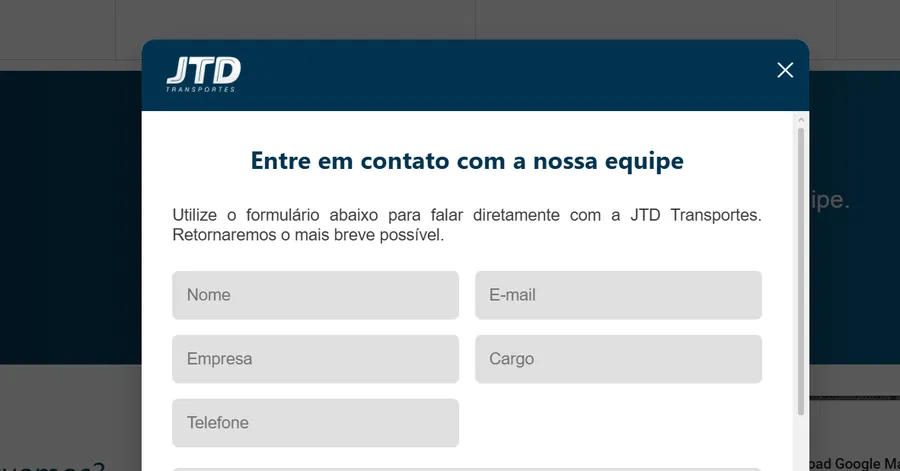 JTD
TRANSPORTES
Entre em contato com a nossa equipe
Utilize o formulário abaixo para falar diretamente com a JTD Transportes.
Retornaremos o mais breve possível.
ipe.
Nome
E-mail
Empresa
Cargo
Telefone
oad Google Ma